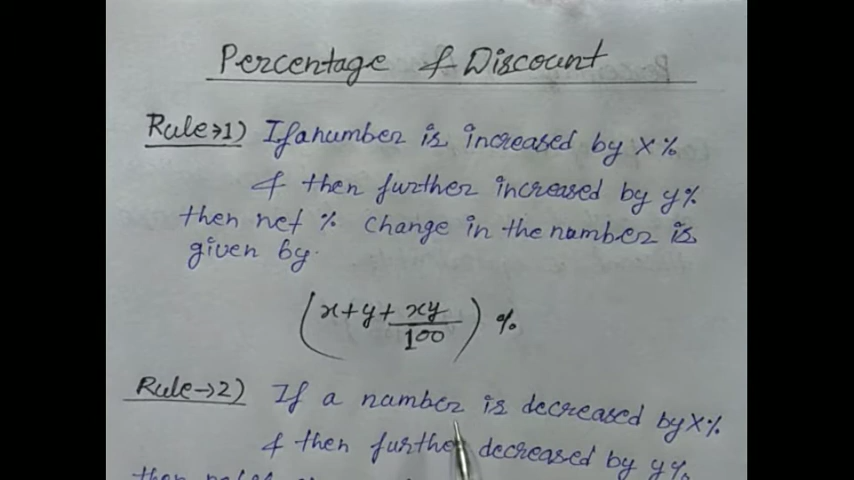 Percentage & Discount
Rule→1) If a number is increased by x%
& then further increased by y%
then net % change in the number is
given by
(x+y+xy/100) %
Rule→2) If a number is decreased by x%
& then further decreased by y%
then